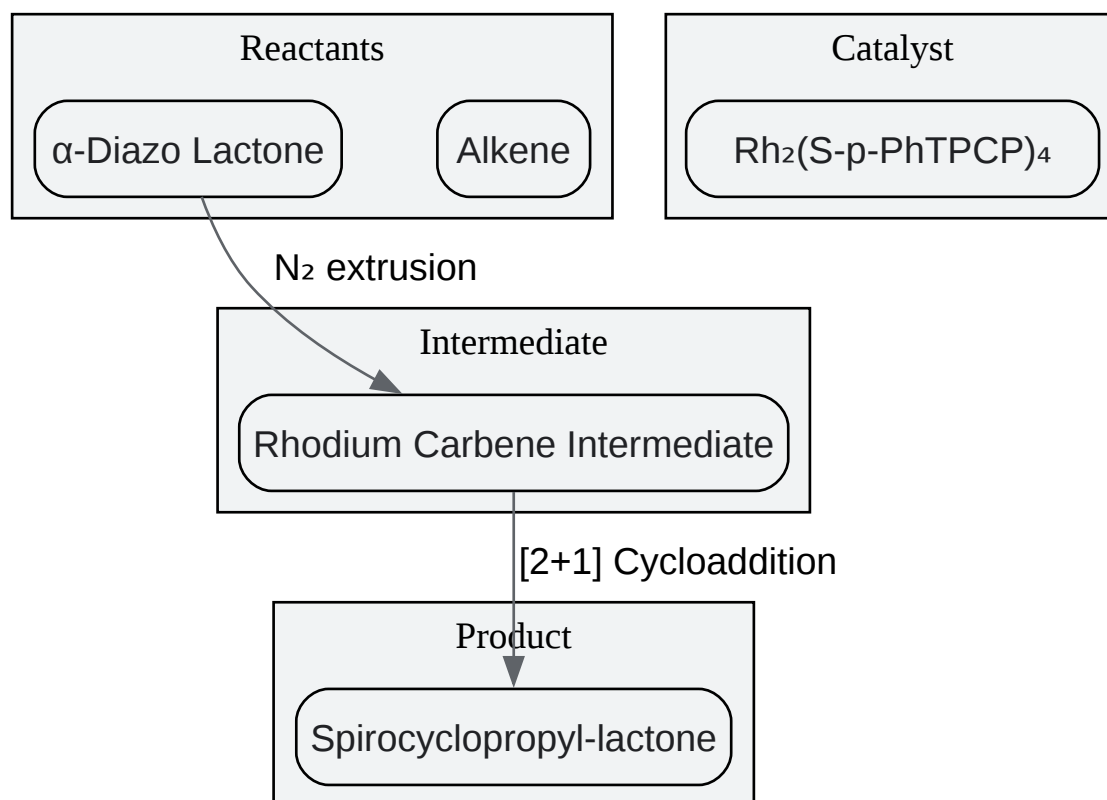 Reactants
Catalyst
α-Diazo Lactone
Alkene
Rh₂(S-p-PhTPCP)₄
N₂ extrusion
Intermediate
Rhodium Carbene Intermediate
[2+1] Cycloaddition
Product
Spirocyclopropyl-lactone